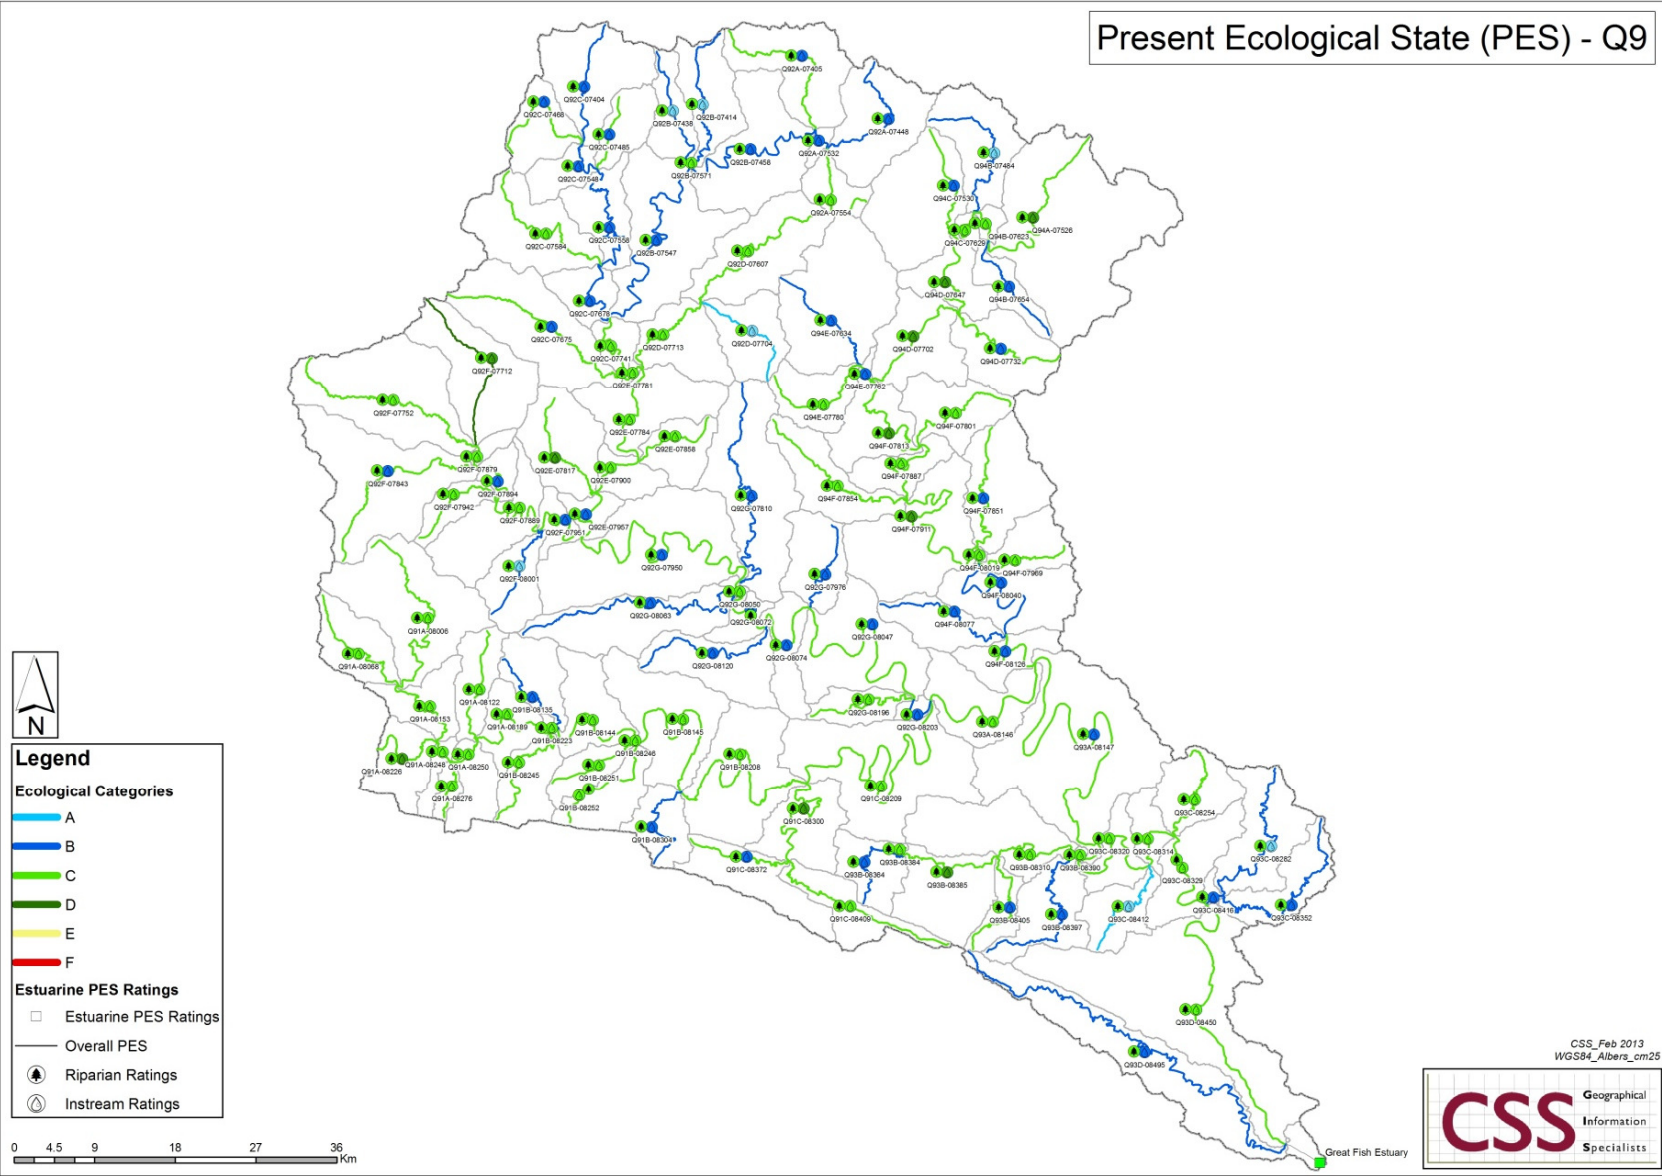 Present Ecological State (PES) - Q9
Q92A-07405
Q92C-07404
Q92C-07468
Q92B-07438
Q92B-07414
Q92A-07448
Q92C-07485
Q92A-07532
Q92B-07458
Q94B-07484
Q92C-07548
Q92B-07571
Q94C-07530
Q92A-07554
Q94A-07526
Q94B-07623
Q94C-07629
Q92C-07584
Q92C-07558
Q92B-07547
Q92D-07607
Q94D-07647
Q94B-07654
Q92C-07678
Q92C-07675
Q92D-07713
Q92D-07704
Q94E-07634
Q94D-07702
Q94D-07732
Q92C-07741
Q92F-07712
Q92E-07781
Q94E-07762
Q92F-07752
Q92E-07784
Q94E-07780
Q94F-07801
Q92E-07858
Q94F-07813
Q92F-07879
Q92E-07817
Q92F-07843
Q92E-07900
Q94F-07887
Q92F-07894
Q92F-07942
Q94F-07854
Q92G-07810
Q94F-07851
Q92F-07889
Q92E-07957
Q92F-07951
Q94F-07911
Q92G-07950
Q94F-08019
Q94F-07969
Q92F-08001
Q92G-07976
Q94F-08040
Q92G-08050
Q92G-08063
Q92G-08072
Q94F-08077
Q91A-08006
Q92G-08047
Q91A-08068
Q92G-08120
Q92G-08074
Q94F-08126
Q91A-08122
Q91B-08135
Q91A-08153
Q91A-08189
Q92G-08196
Q92G-08203
Q93A-08146
Q91B-08223
Q91B-08144
Q91B-08145
Q93A-08147
Q91B-08246
Q91A-08226
Q91A-08248
Q91A-08250
Q91B-08245
Q91B-08251
Q91B-08208
N
Q91A-08276
Q91B-08252
Q91C-08209
Q93C-08254
Q91C-08300
Q91B-08304
Q93C-08320
Q93C-08314
Q91C-08372
Q93B-08364
Q93B-08384
Q93B-08310
Q93B-08390
Q93C-08282
Q93C-08329
Q93B-08385
Q91C-08409
Q93B-08405
Q93B-08397
Q93C-08412
Q93C-08416
Q93C-08352
Q93D-08450
Q93D-08495
Great Fish Estuary
Legend
Ecological Categories
A
B
C
D
E
F
Estuarine PES Ratings
Estuarine PES Ratings
Overall PES
Riparian Ratings
Instream Ratings
0 4.5 9 18 27 36
Km
CSS_Feb 2013
WGS84_Albers_cm25
CSS
Geographical
Information
Specialists